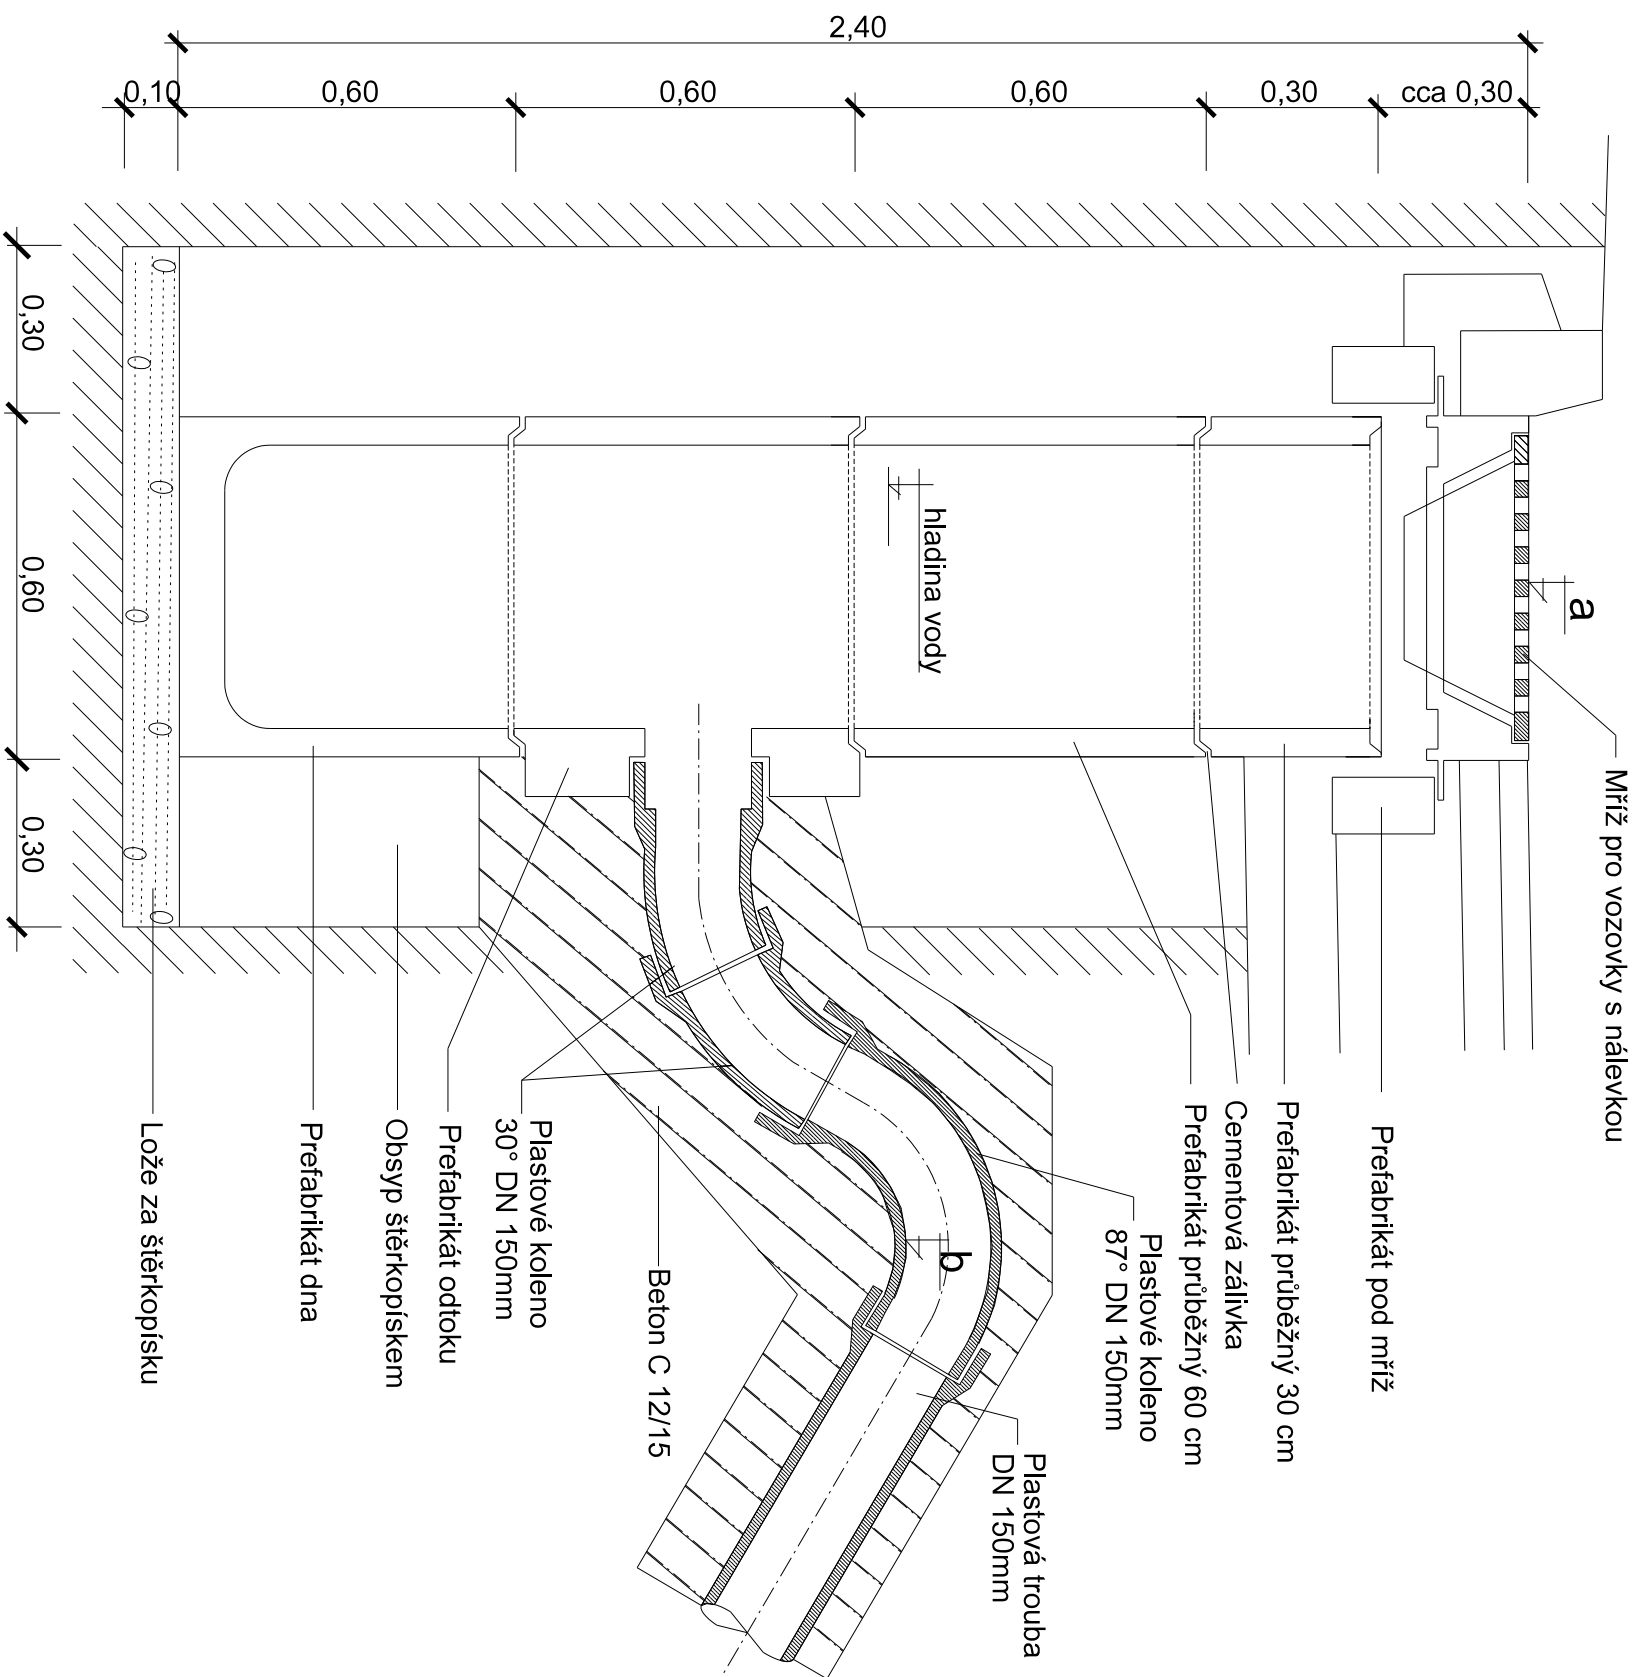 2,40
0,10
0,60
0,60
0,60
0,30
cca 0,30
0,30
0,60
0,30
a
hladina vody
b
Mříž pro vozovky s nálevkou
Prefabrikát pod mříž
Prefabrikát průběžný 30 cm
Cementová zálivka
Prefabrikát průběžný 60 cm
Plastové koleno
87° DN 150mm
Plastová trouba
DN 150mm
Beton C 12/15
Plastové koleno
30° DN 150mm
Prefabrikát odtoku
Obsyp štěrkopískem
Prefabrikát dna
Lože za štěrkopísku